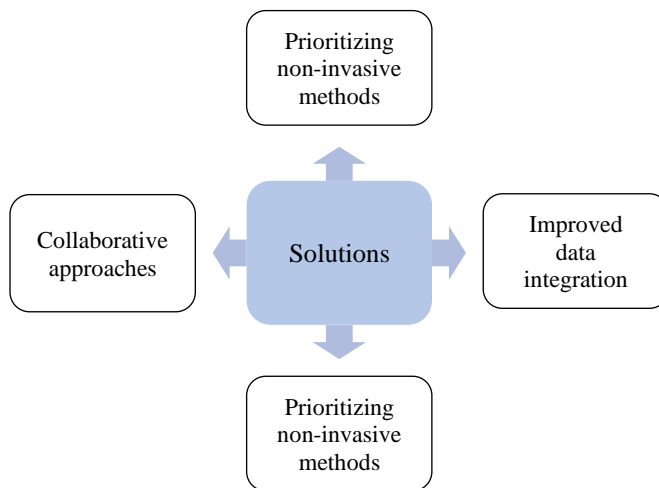 Prioritizing
non-invasive
methods
Collaborative
approaches
Solutions
Improved
data
integration
Prioritizing
non-invasive
methods